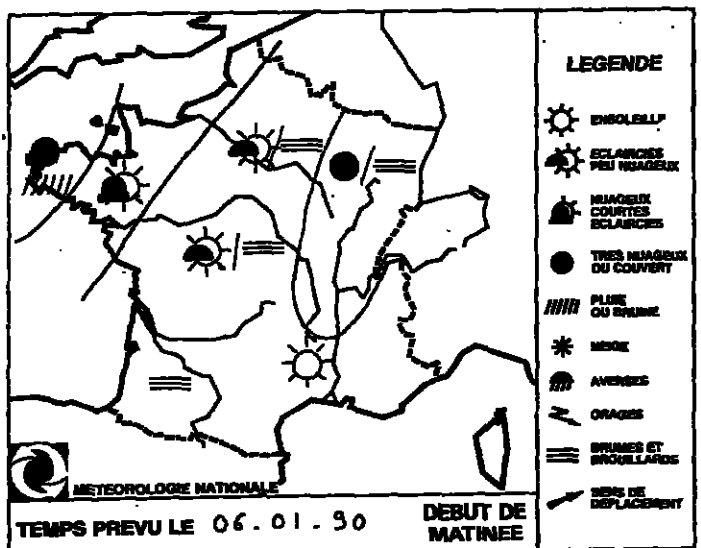 LEGENDE
ENSOLEILLE
ECLAIRCIES
PEU NUAGEUX
NUAGEUX
COURTES
ECLAIRCIES
TRES NUAGEUX
OU COUVERT
PLUIE
OU BRUINE
NEIGE
AVERSES
ORAGES
BRUMES ET
BROUILLARDS
SENS DE
DEPLACEMENT
METEOROLOGIE NATIONALE
TEMPS PREVU LE 06.01.90 DEBUT DE
MATINEE